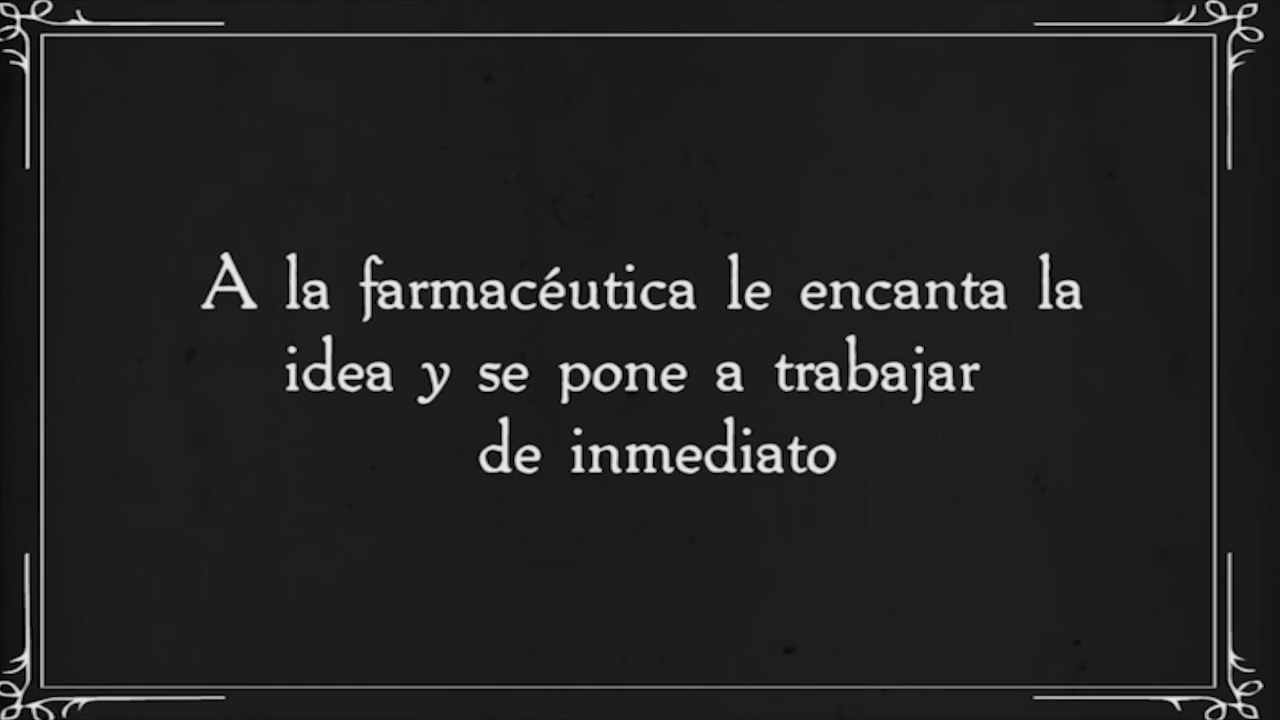 A la farmacéutica le encanta la
idea y se pone a trabajar
de inmediato